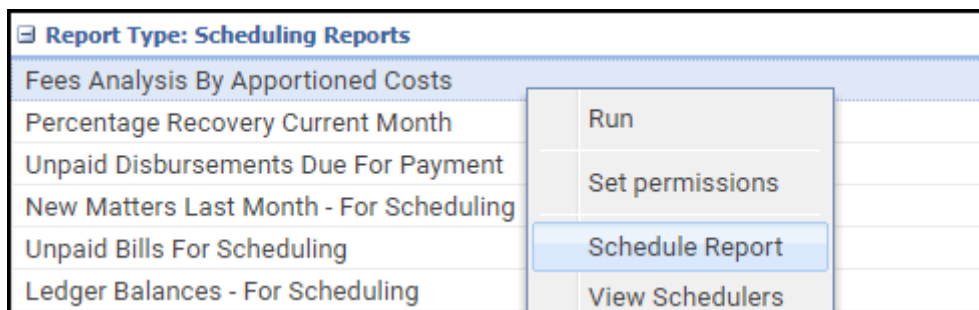 Report Type: Scheduling Reports
Fees Analysis By Apportioned Costs
Percentage Recovery Current Month
Unpaid Disbursements Due For Payment
New Matters Last Month - For Scheduling
Unpaid Bills For Scheduling
Ledger Balances - For Scheduling
Run
Set permissions
Schedule Report
View Schedulers